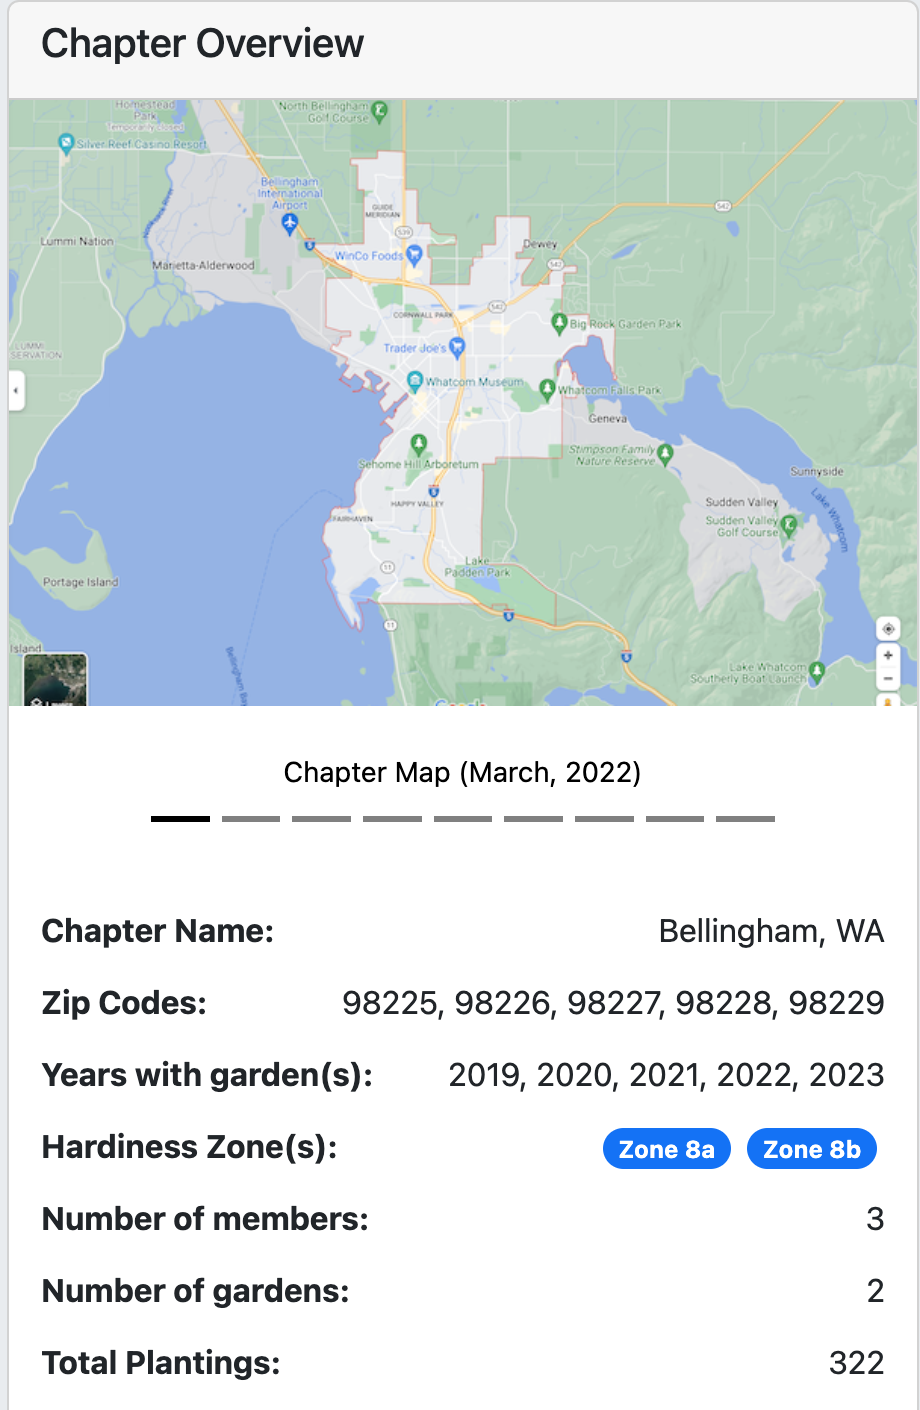 Chapter Overview
Homestead
Park
Temporarily closed
North Bellingham
Golf Course
Silver Reef Casino Resort
Bellingham
International
Airport
GUIDE
MERIDIAN
539
542
Lummi Nation
5
Dewey
WinCo Foods
Marietta-Alderwood
542
542
CORNWALL PARK
Big Rock Garden Park
LUMMI
Trader Joe's
Whatcom Museum
Whatcom Falls Park
Geneva
Stimpson Family
Nature Reserve
Sehome Hill Arboretum
Sunnyside
5
HAPPY VALLEY
Sudden Valley
Lake Whatcom
FAIRHAVEN
Sudden Valley
Golf Course
Lake
Padden Park
11
Portage Island
5
11
Island
5
Lake Whatcom
Southerly Boat Launch
Bellingham Bay
Google
Chapter Map (March, 2022)
Chapter Name: Bellingham, WA
Zip Codes: 98225, 98226, 98227, 98228, 98229
Years with garden(s): 2019, 2020, 2021, 2022, 2023
Hardiness Zone(s): Zone 8a Zone 8b
Number of members: 3
Number of gardens: 2
Total Plantings: 322